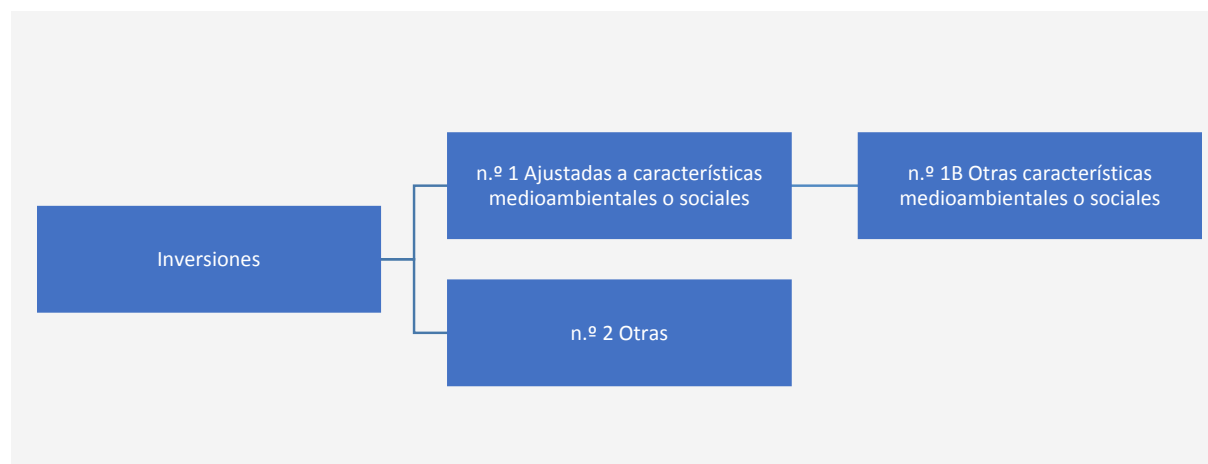 Inversiones
n.º 1 Ajustadas a características
medioambientales o sociales
n.º 1B Otras características
medioambientales o sociales
n.º 2 Otras